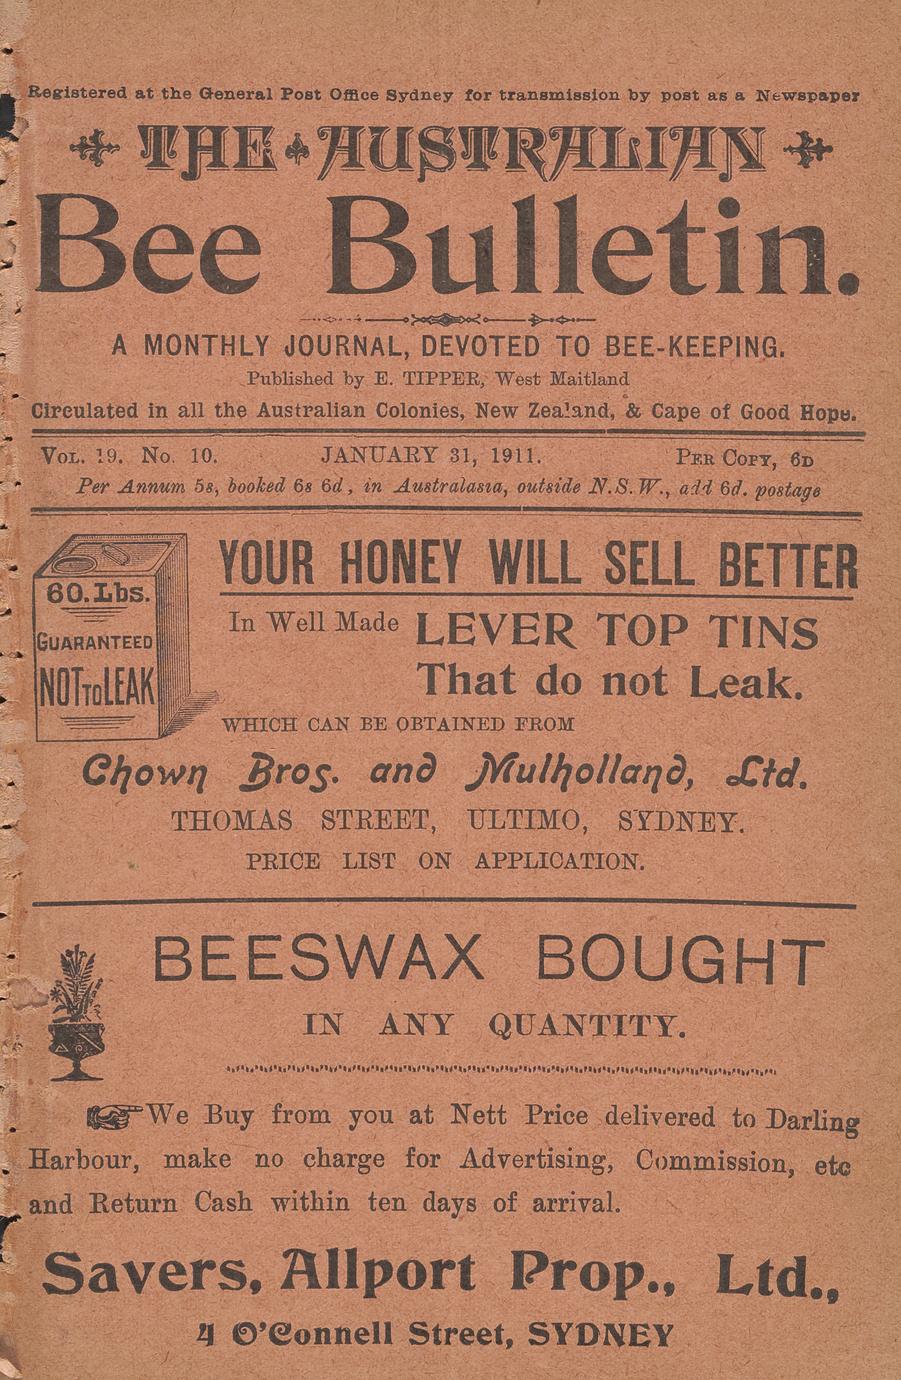 Registered at the General Post Office Sydney for transmission by post as a Newspaper
THE AUSTRALIAN
Bee Bulletin.
A MONTHLY JOURNAL, DEVOTED TO BEE-KEEPING.
Published by E. TIPPER, West Maitland
Circulated in all the Australian Colonies, New Zealand, & Cape of Good Hope.
VOL. 19. No. 10. JANUARY 31, 1911. PER COPY, 6D
Per Annum 5s, booked 6s 6d, in Australasia, outside N.S.W., add 6d. postage
60. Lbs.
GUARANTEED
NOT TO LEAK
YOUR HONEY WILL SELL BETTER
In Well Made LEVER TOP TINS
That do not Leak.
WHICH CAN BE OBTAINED FROM
Chown Bros. and Mulholland, Ltd.
THOMAS STREET, ULTIMO, SYDNEY.
PRICE LIST ON APPLICATION.
BEESWAX BOUGHT
IN ANY QUANTITY.
We Buy from you at Nett Price delivered to Darling
Harbour, make no charge for Advertising, Commission, etc
and Return Cash within ten days of arrival.
Savers, Allport Prop., Ltd.,
4 O'Connell Street, SYDNEY